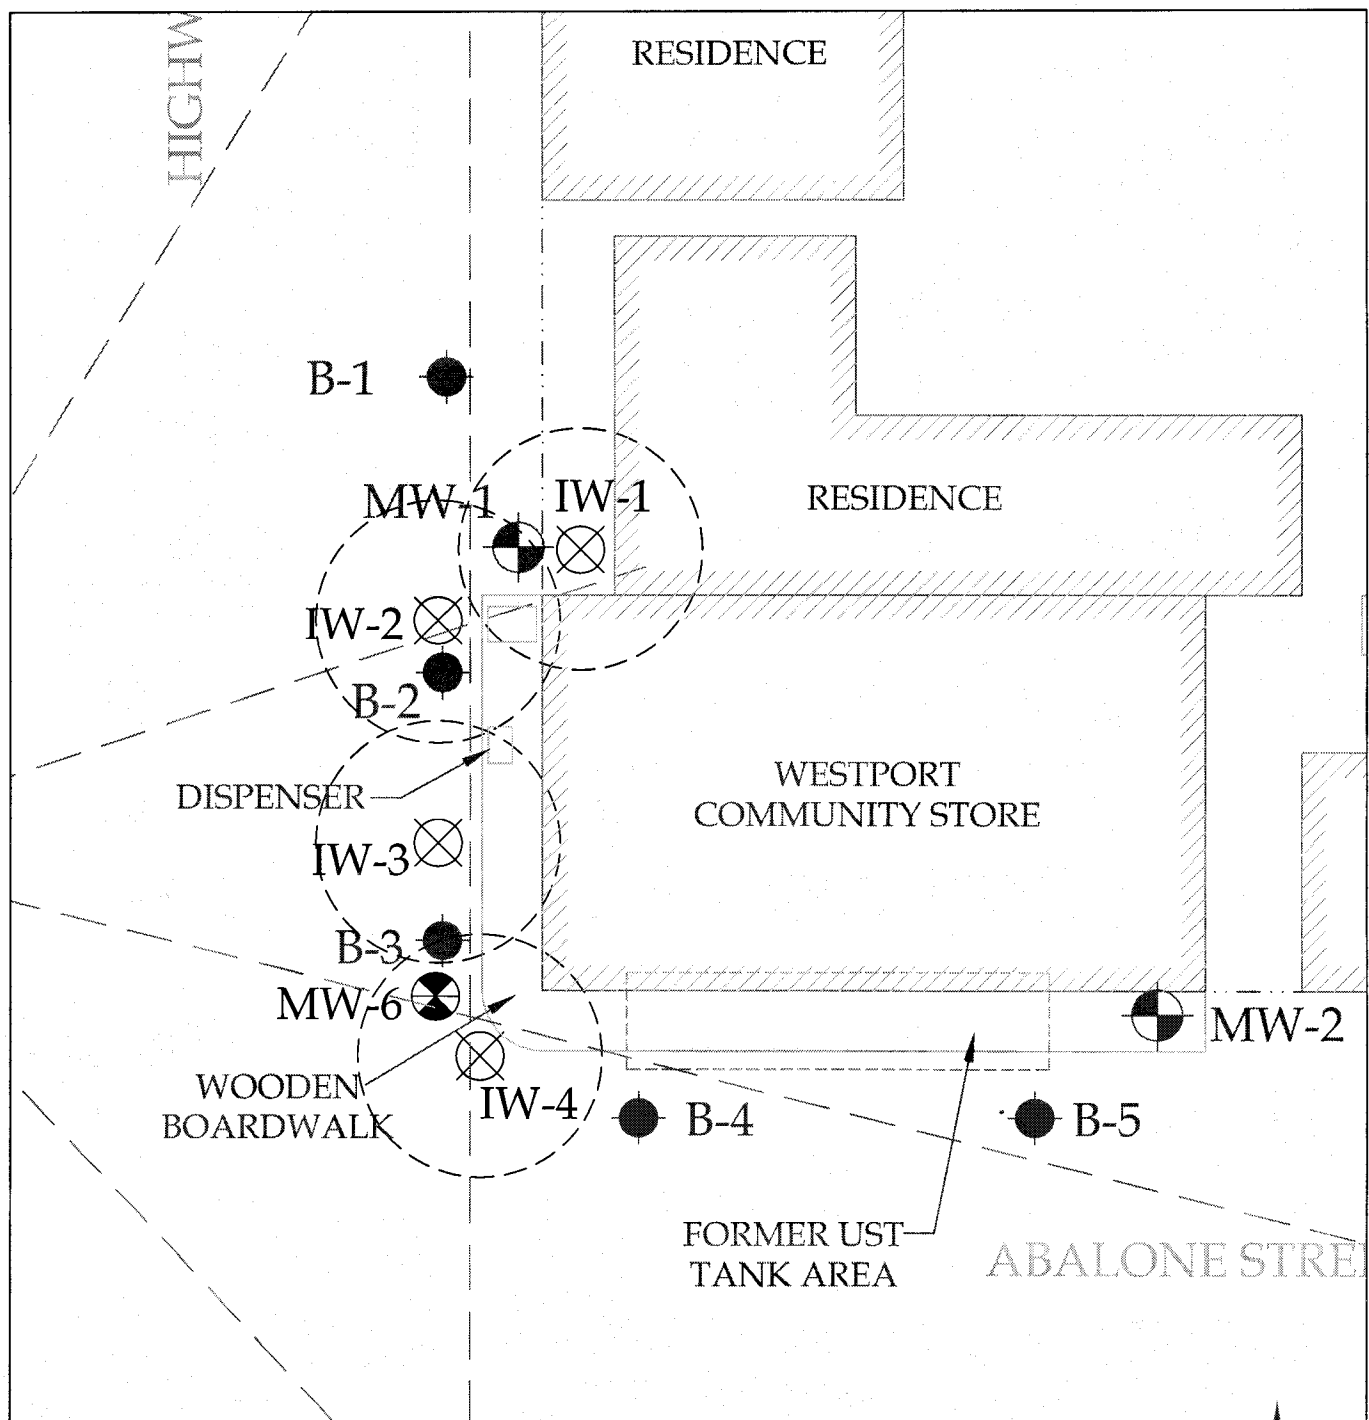 RESIDENCE
HIGHW
B-1
MW-1
IW-1
RESIDENCE
IW-2
B-2
DISPENSER
WESTPORT
COMMUNITY STORE
IW-3
B-3
MW-6
MW-2
WOODEN
BOARDWALK
IW-4
B-4
B-5
FORMER UST
TANK AREA
ABALONE STREE